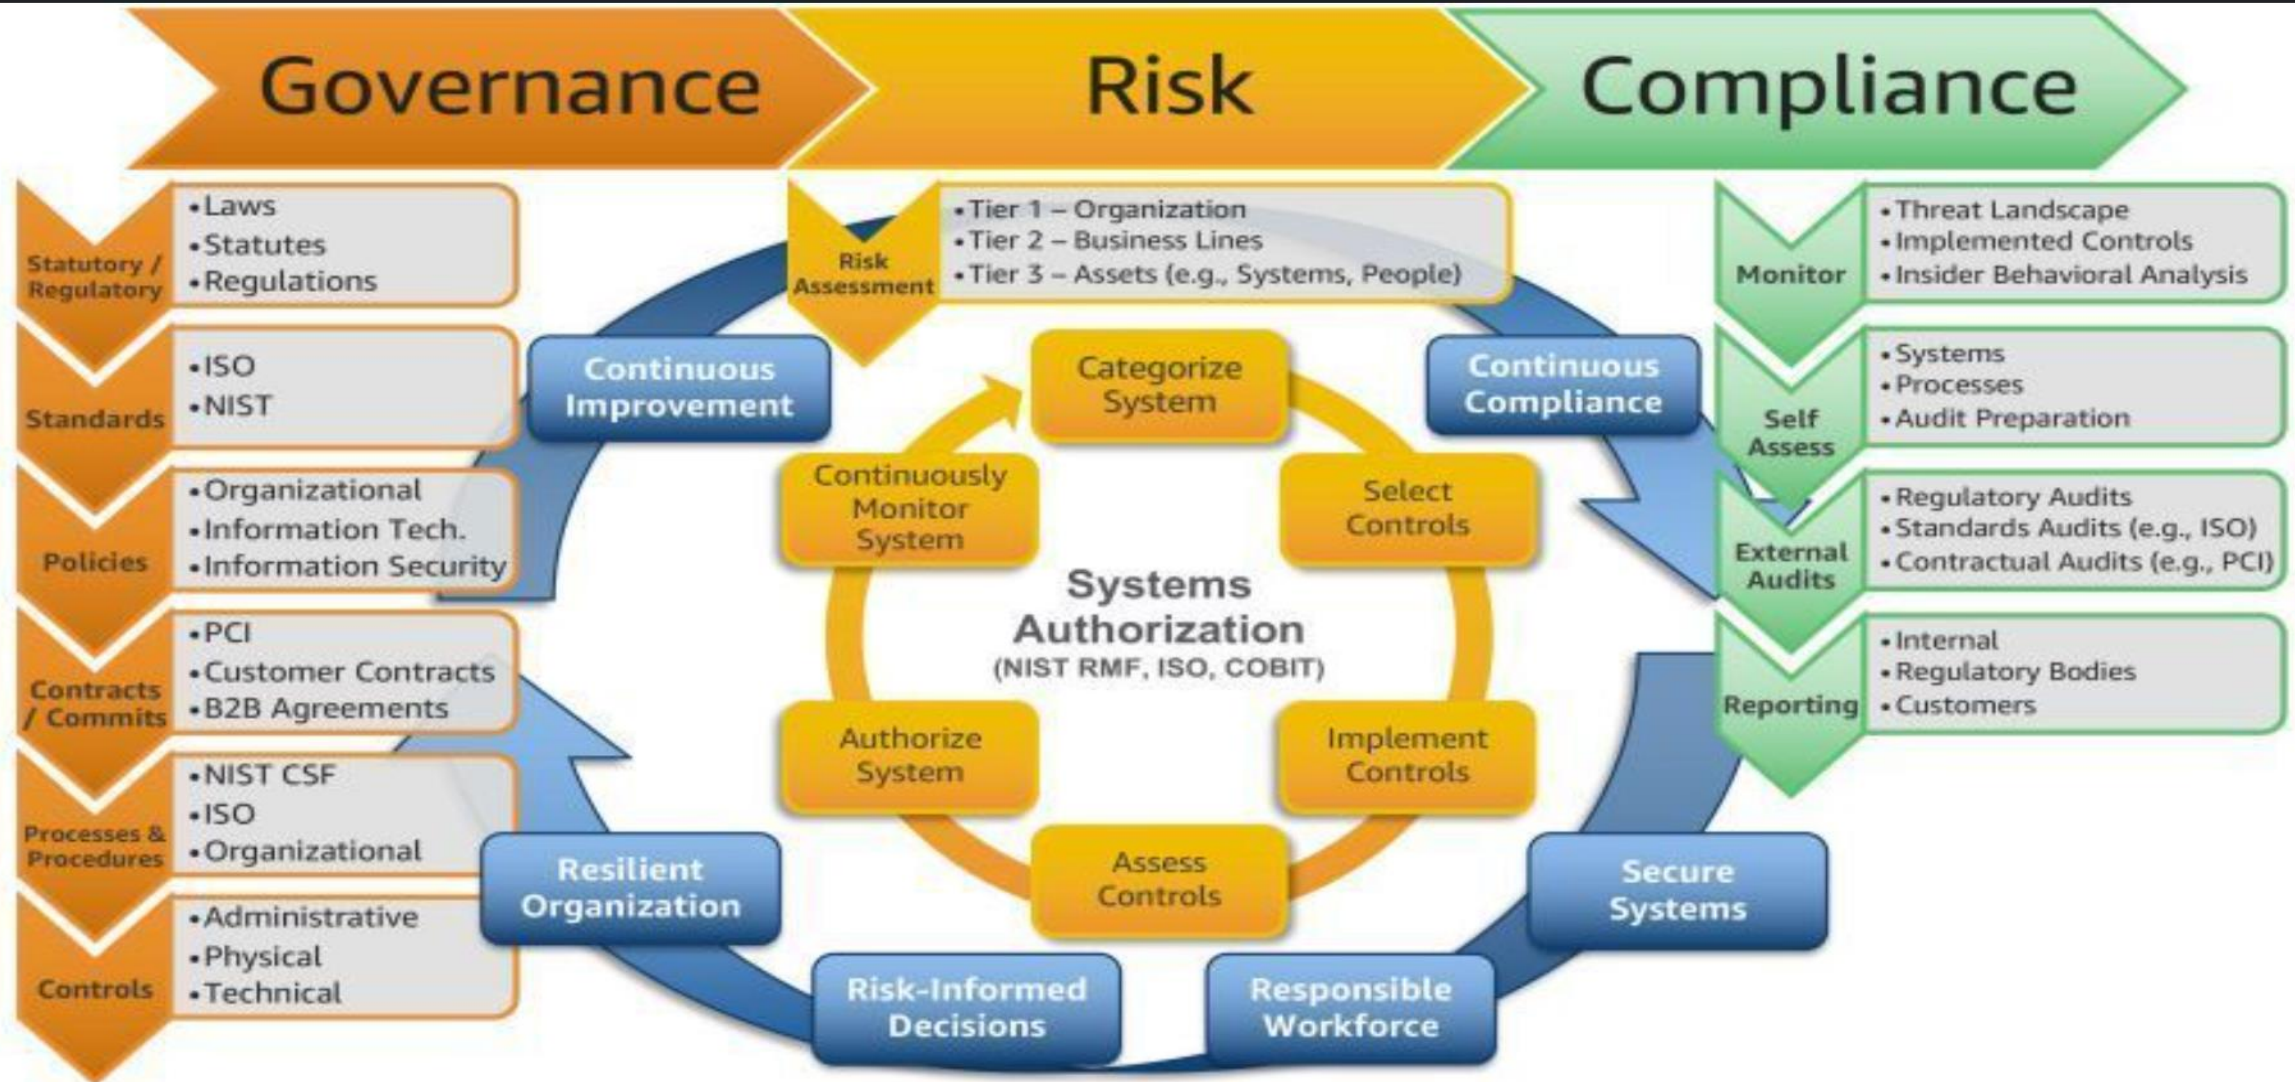 Governance
Risk
Compliance
Statutory /
Regulatory
•Laws
•Statutes
•Regulations
Standards
•ISO
•NIST
Policies
•Organizational
•Information Tech.
•Information Security
Contracts
/ Commits
•PCI
•Customer Contracts
•B2B Agreements
Processes &
Procedures
•NIST CSF
•ISO
•Organizational
Controls
•Administrative
•Physical
•Technical
Risk
Assessment
•Tier 1 – Organization
•Tier 2 – Business Lines
•Tier 3 – Assets (e.g., Systems, People)
Continuous
Improvement
Continuous
Compliance
Categorize
System
Select
Controls
Implement
Controls
Assess
Controls
Authorize
System
Continuously
Monitor
System
Systems
Authorization
(NIST RMF, ISO, COBIT)
Secure
Systems
Responsible
Workforce
Risk-Informed
Decisions
Resilient
Organization
Monitor
•Threat Landscape
•Implemented Controls
•Insider Behavioral Analysis
Self
Assess
•Systems
•Processes
•Audit Preparation
External
Audits
•Regulatory Audits
•Standards Audits (e.g., ISO)
•Contractual Audits (e.g., PCI)
Reporting
•Internal
•Regulatory Bodies
•Customers